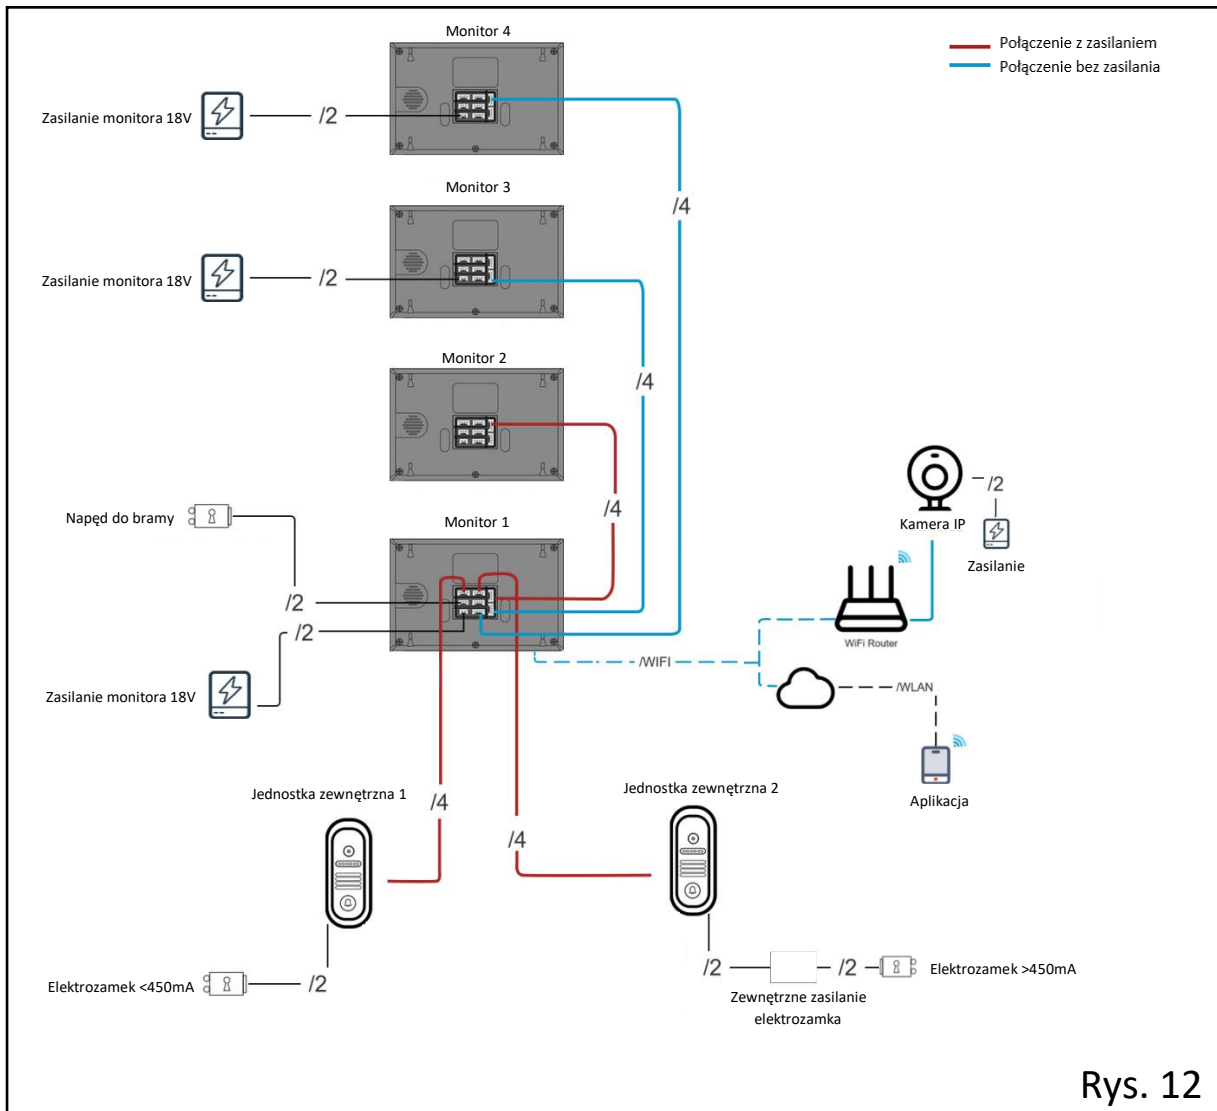 Monitor 4
Połączenie z zasilaniem
Połączenie bez zasilania
Zasilanie monitora 18V
/2
/4
Monitor 3
Zasilanie monitora 18V
/2
/4
Monitor 2
/4
Napęd do bramy
Monitor 1
/2
/2
Zasilanie monitora 18V
/2
Kamera IP
Zasilanie
WiFi Router
/WIFI
/WLAN
Aplikacja
Jednostka zewnętrzna 1
/4
Jednostka zewnętrzna 2
/4
Elektrozamek <450mA
/2
/2
/2
Elektrozamek >450mA
Zewnętrzne zasilanie
elektrozamka
Rys. 12